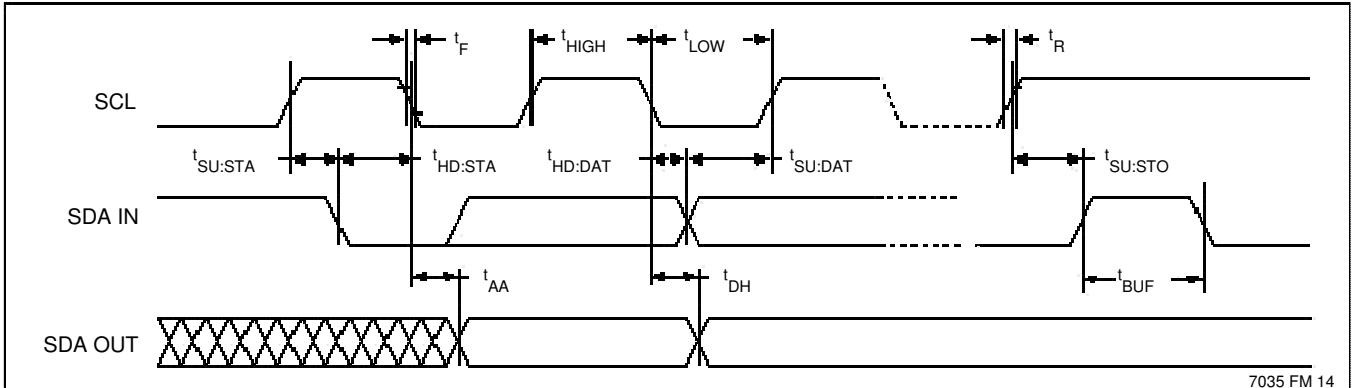 tF tHIGH tLOW tR
SCL
tSU:STA tHD:STA tHD:DAT tSU:DAT tSU:STO
SDA IN
tAA tDH tBUF
SDA OUT
7035 FM 14